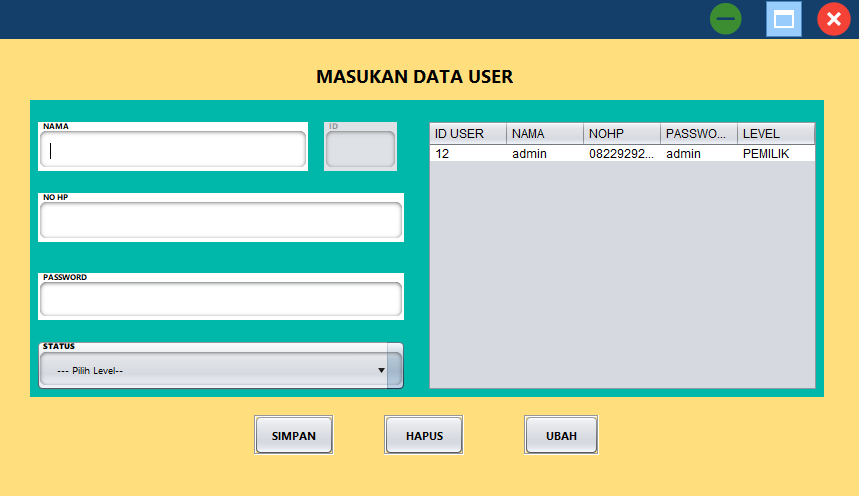 MASUKAN DATA USER
NAMA
ID
NO HP
PASSWORD
STATUS
--- Pilih Level--
ID USER NAMA NOHP PASSWO... LEVEL
12 admin 08229292... admin PEMILIK
SIMPAN HAPUS UBAH